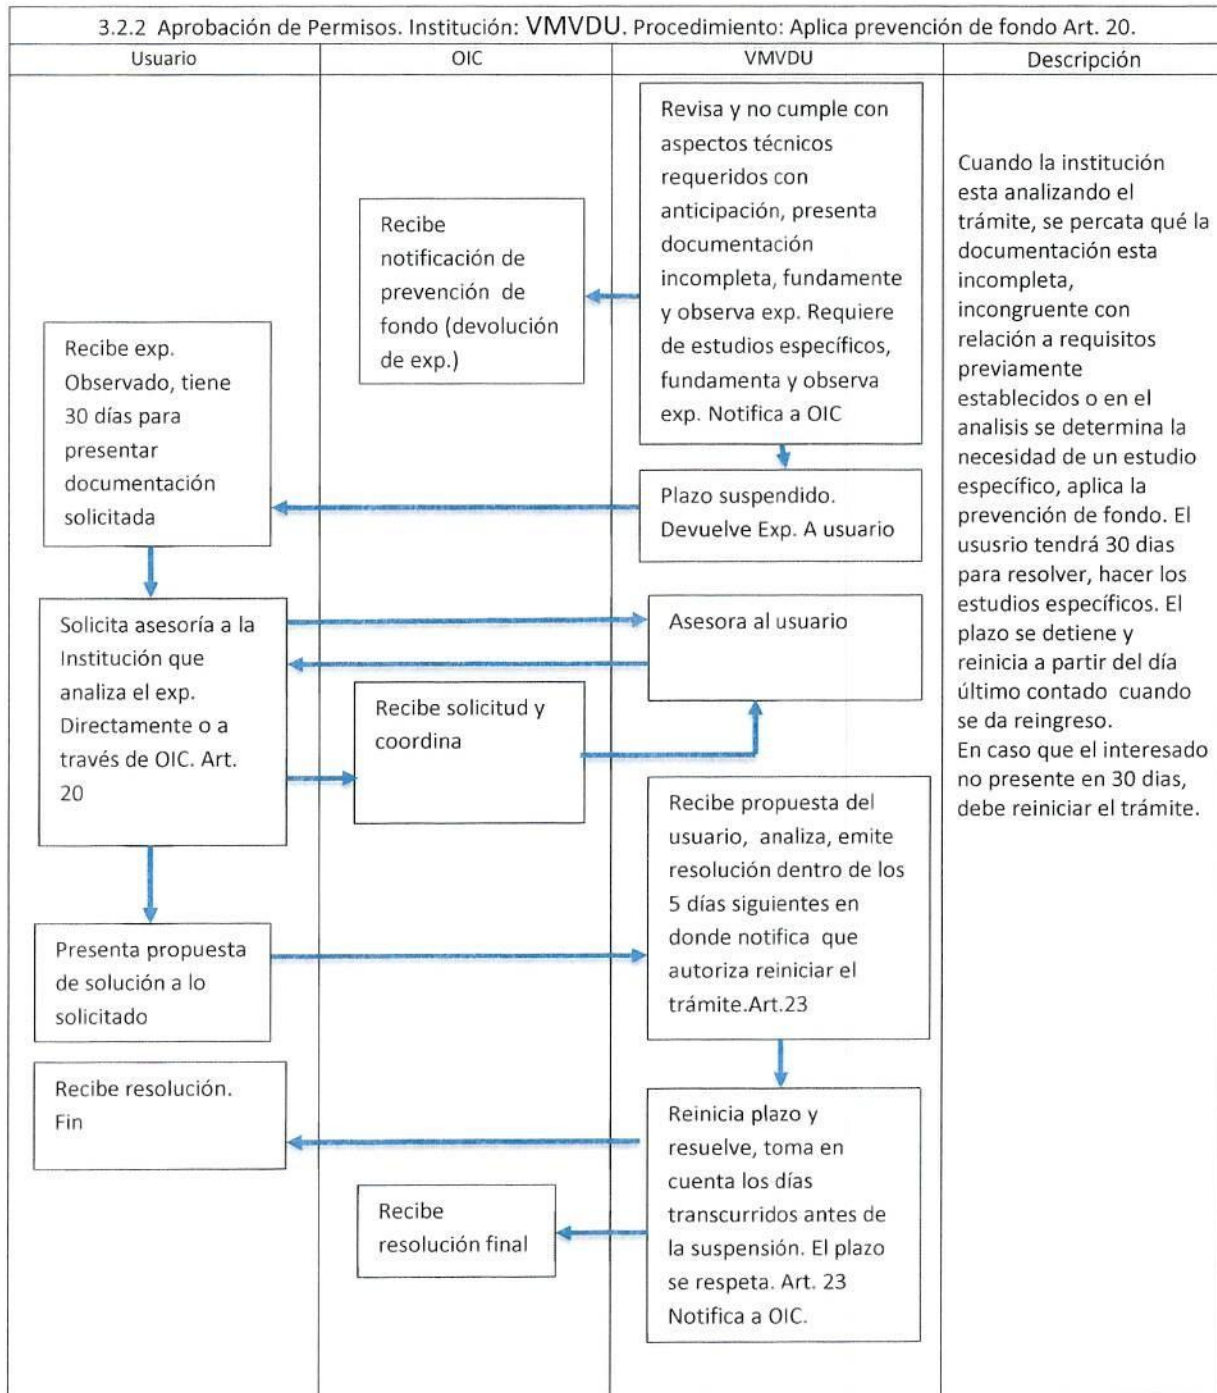 3.2.2 Aprobación de Permisos. Institución: VMVDU. Procedimiento: Aplica prevención de fondo Art. 20.
Usuario
OIC
VMVDU
Descripción
Revisa y no cumple con
aspectos técnicos
requeridos con
anticipación, presenta
documentación
incompleta, fundamente
y observa exp. Requiere
de estudios específicos,
fundamenta y observa
exp. Notifica a OIC
Recibe
notificación de
prevención de
fondo (devolución
de exp.)
Recibe exp.
Observado, tiene
30 días para
presentar
documentación
solicitada
Plazo suspendido.
Devuelve Exp. A usuario
Solicita asesoría a la
Institución que
analiza el exp.
Directamente o a
través de OIC. Art.
20
Asesora al usuario
Recibe solicitud y
coordina
Recibe propuesta del
usuario, analiza, emite
resolución dentro de los
5 días siguientes en
donde notifica que
autoriza reiniciar el
trámite.Art.23
Presenta propuesta
de solución a lo
solicitado
Recibe resolución.
Fin
Reinicia plazo y
resuelve, toma en
cuenta los días
transcurridos antes de
la suspensión. El plazo
se respeta. Art. 23
Notifica a OIC.
Recibe
resolución final
Cuando la institución
esta analizando el
trámite, se percata qué la
documentación esta
incompleta,
incongruente con
relación a requisitos
previamente
establecidos o en el
analisis se determina la
necesidad de un estudio
específico, aplica la
prevención de fondo. El
ususrio tendrá 30 dias
para resolver, hacer los
estudios específicos. El
plazo se detiene y
reinicia a partir del día
último contado cuando
se da reingreso.
En caso que el interesado
no presente en 30 dias,
debe reiniciar el trámite.